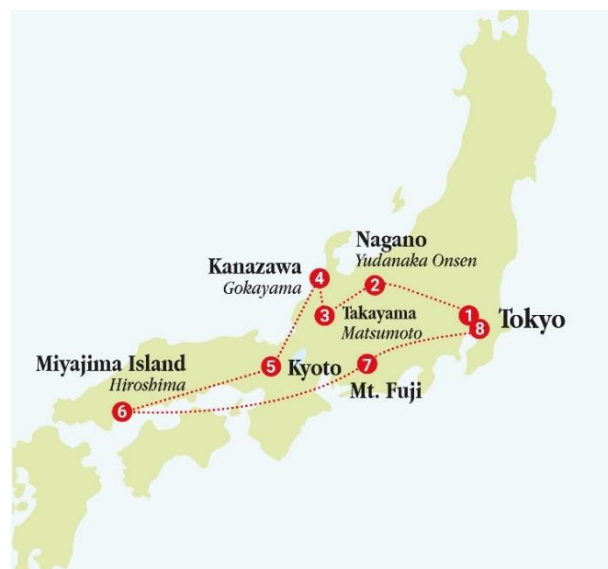 Nagano
Yudanaka Onsen
Kanazawa
Gokayama
4
2
3
Takayama
Matsumoto
1
8
Tokyo
Miyajima Island
Hiroshima
5
Kyoto
7
Mt. Fuji
6